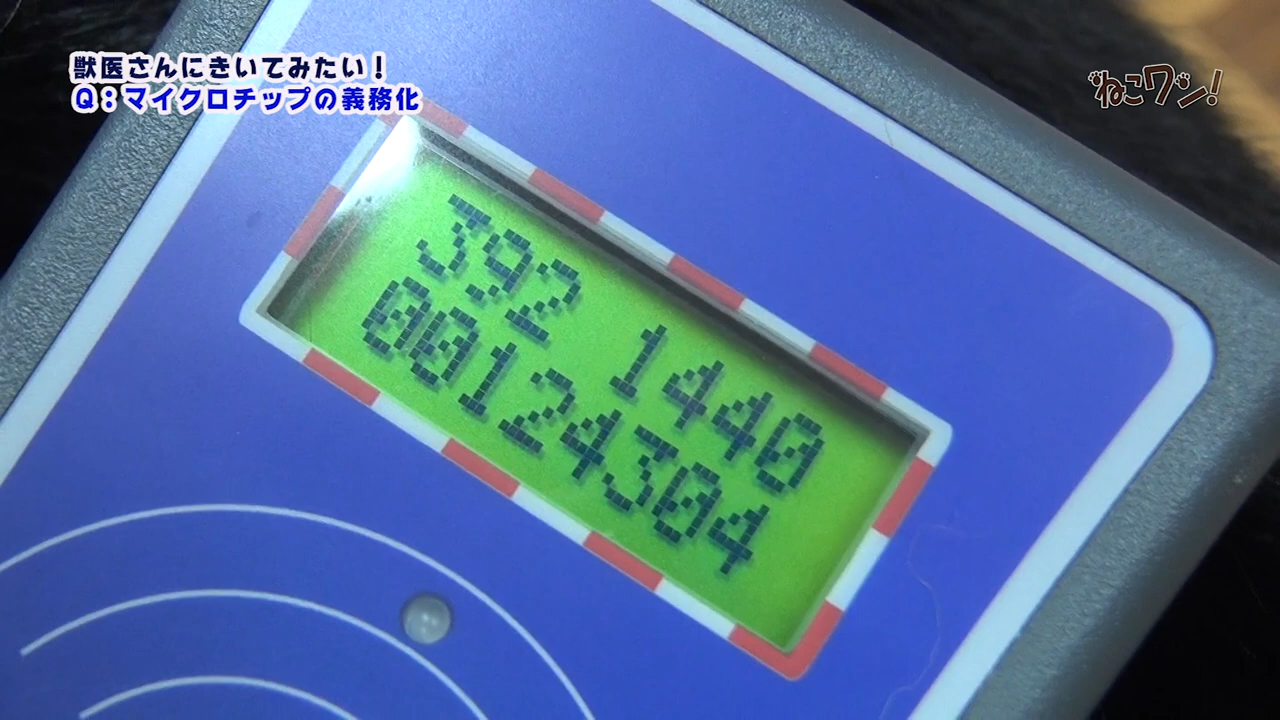 獣医さんにきいてみたい！
Q：マイクロチップの義務化
ねこワン！
392 1440
00124304